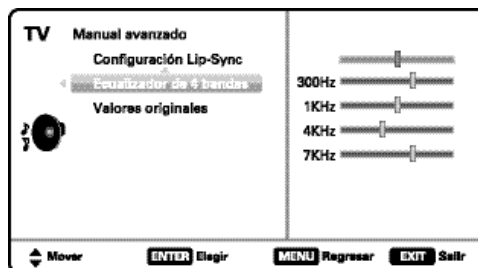 TV Manual avanzado
Configuración Lip-Sync
Ecualizador de 4 bandas
Valores originales
300Hz
1KHz
4KHz
7KHz
Mover ENTER Elegir MENU Regresar EXIT Salir